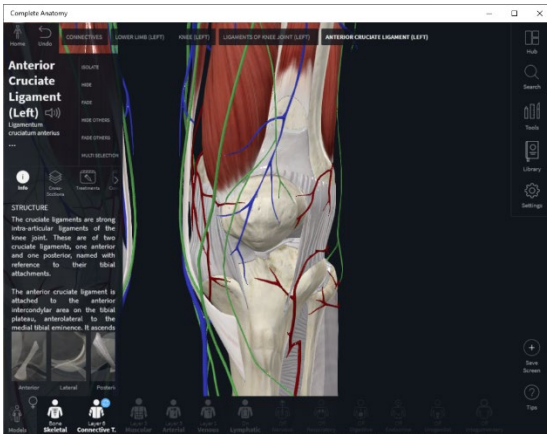 Complete Anatomy
Home
Undo
CONNECTIVES
LOWER LIMB (LEFT)
KNEE (LEFT)
LIGAMENTS OF KNEE JOINT (LEFT)
ANTERIOR CRUCIATE LIGAMENT (LEFT)
Hub
Search
Tools
Library
Settings
Anterior
Cruciate
Ligament
(Left)
Ligamentum
cruciatum anterius
...
ISOLATE
HIDE
FADE
HIDE OTHERS
FADE OTHERS
MULTI SELECTION
Info
Cross
Sections
Treatments
STRUCTURE
The cruciate ligaments are strong
intra-articular ligaments of the
knee joint. These are of two
cruciate ligaments, one anterior
and one posterior, named with
reference to their tibial
attachments.
The anterior cruciate ligament is
attached to the anterior
intercondylar area on the tibial
plateau, anterolateral to the
medial tibial eminence. It ascends
Anterior
Lateral
Posteri
Save
Screen
Tips
Models
Bone
Skeletal
Layer 8
Connective T.
Muscular
Arterial
Layer 5
Venous
Lymphatic